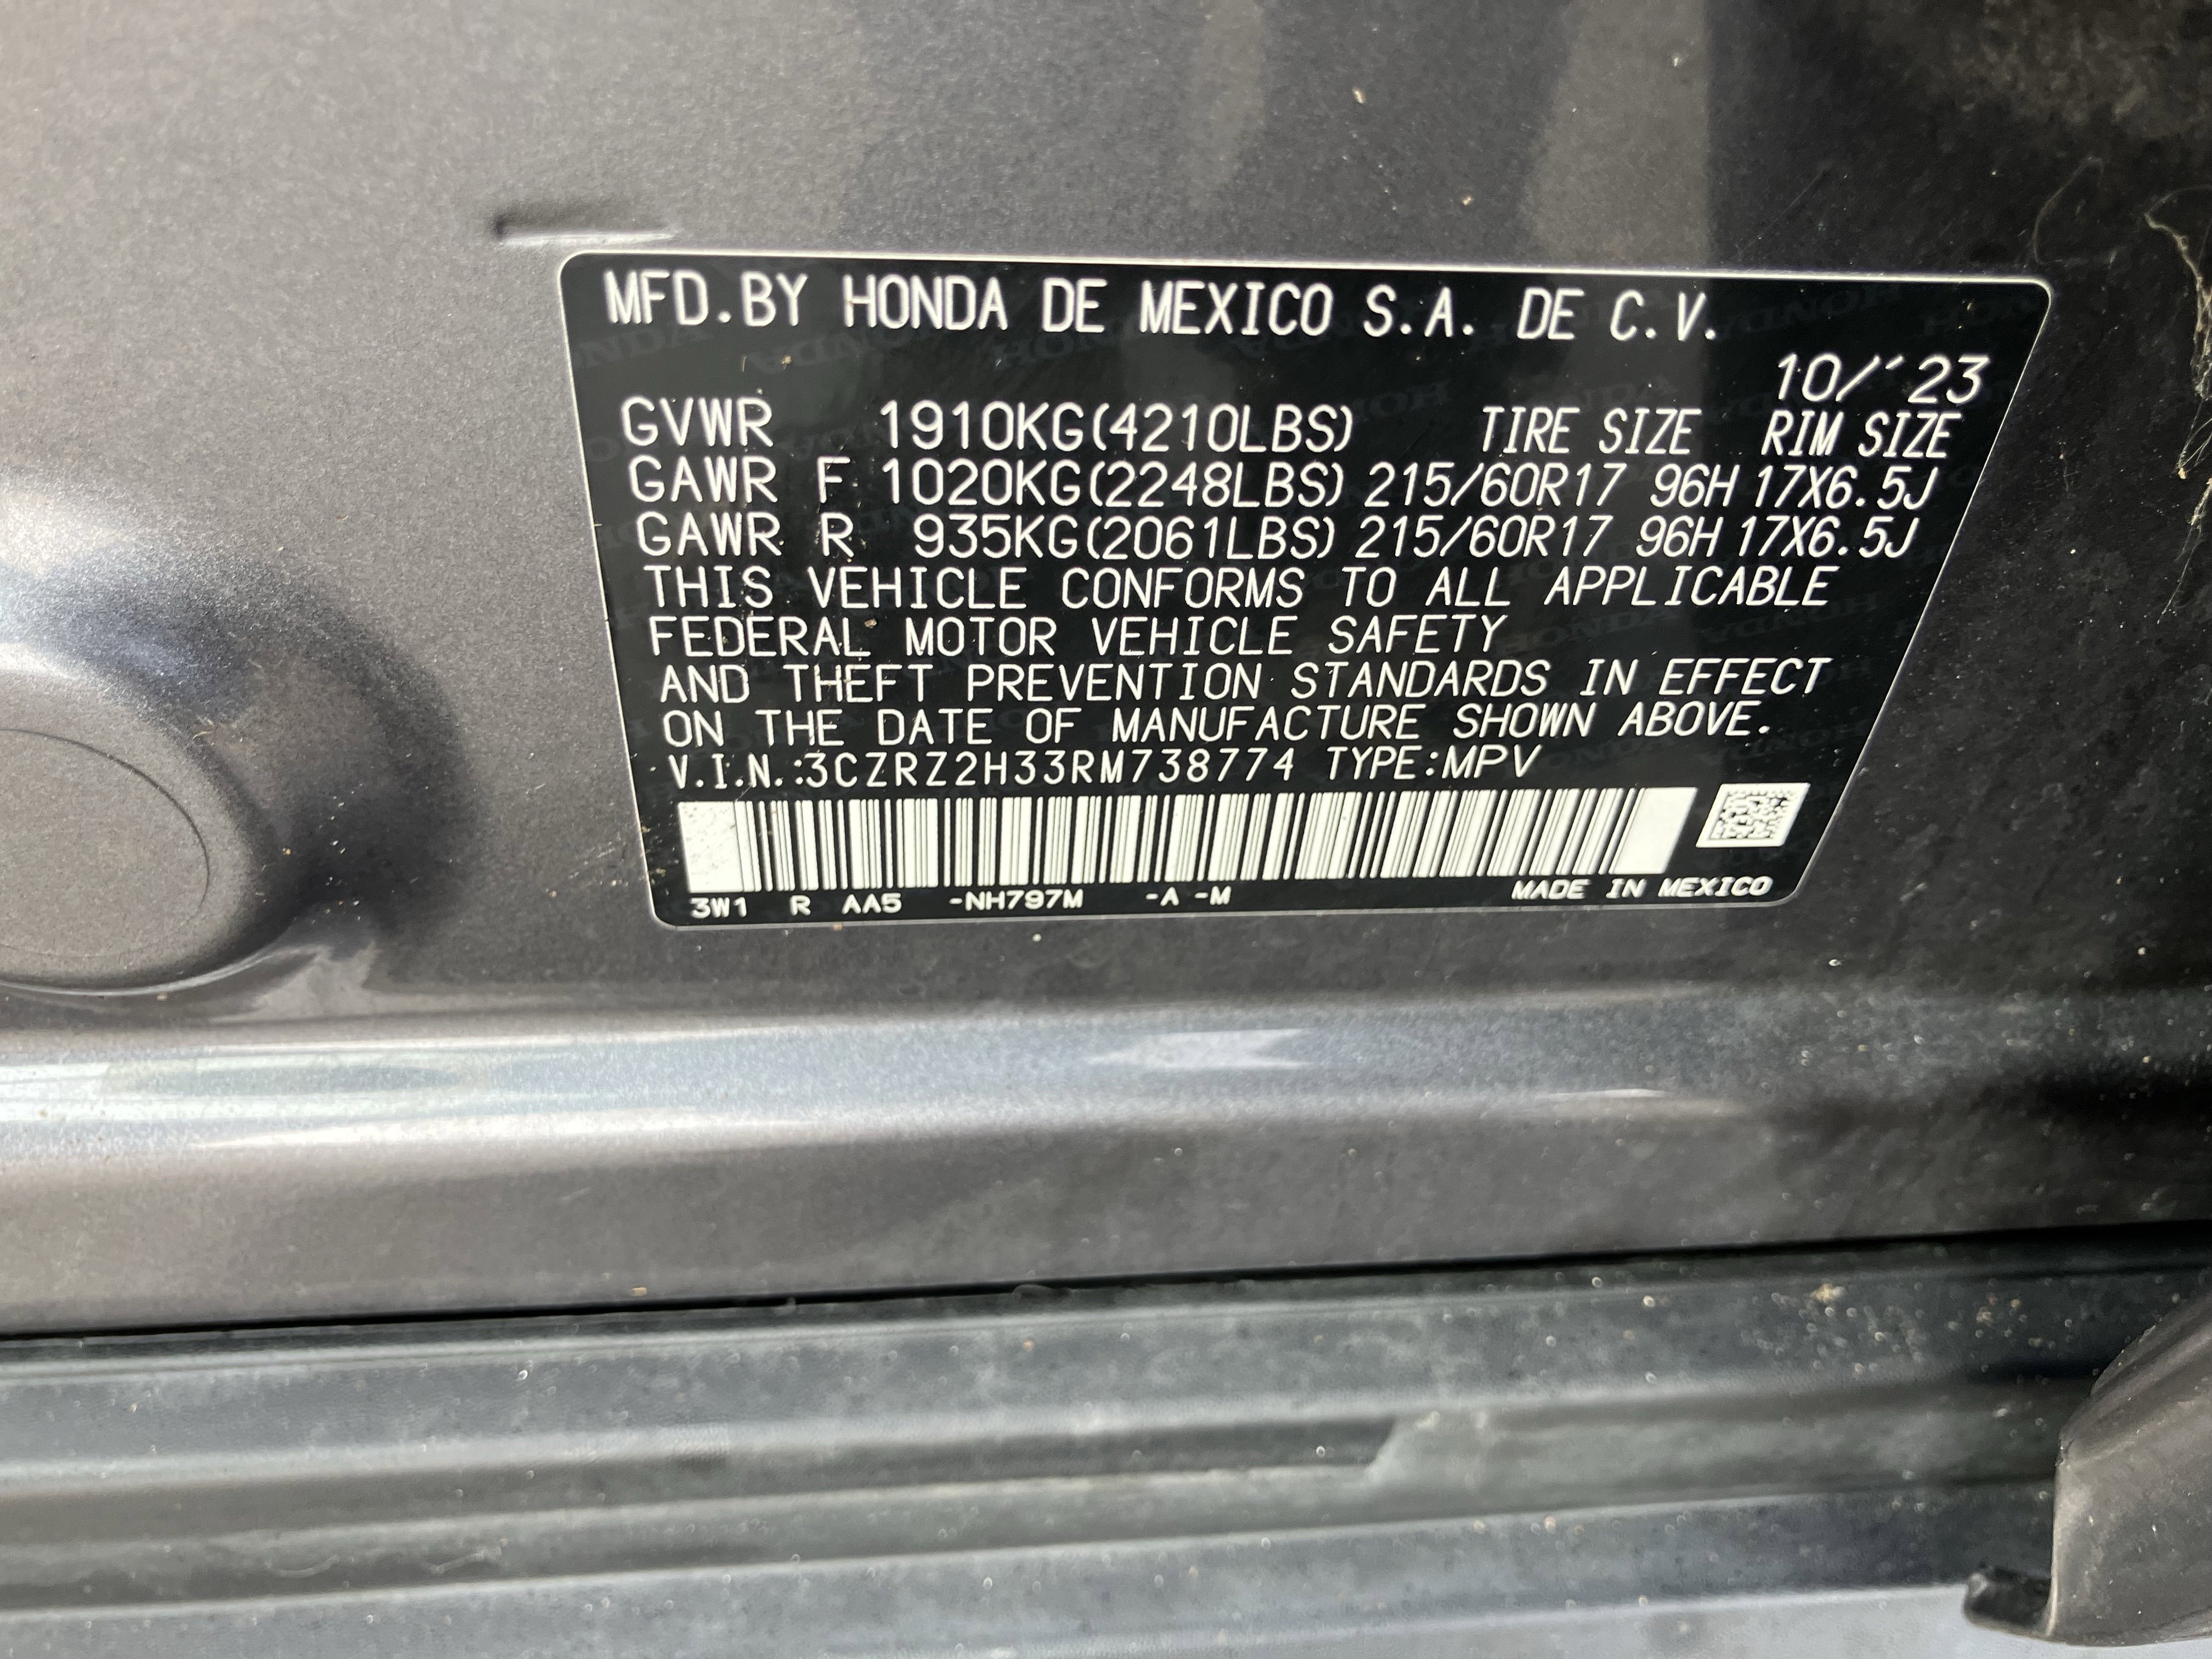 MFD.BY HONDA DE MEXICO S.A. DE C.V.
10/´23
GVWR 1910KG(4210LBS) TIRE SIZE RIM SIZE
GAWR F 1020KG(2248LBS) 215/60R17 96H 17X6.5J
GAWR R 935KG(2061LBS) 215/60R17 96H 17X6.5J
THIS VEHICLE CONFORMS TO ALL APPLICABLE
FEDERAL MOTOR VEHICLE SAFETY
AND THEFT PREVENTION STANDARDS IN EFFECT
ON THE DATE OF MANUFACTURE SHOWN ABOVE.
V.I.N.:3CZRZ2H33RM738774 TYPE:MPV
3W1 R AA5 -NH797M -A -M MADE IN MEXICO